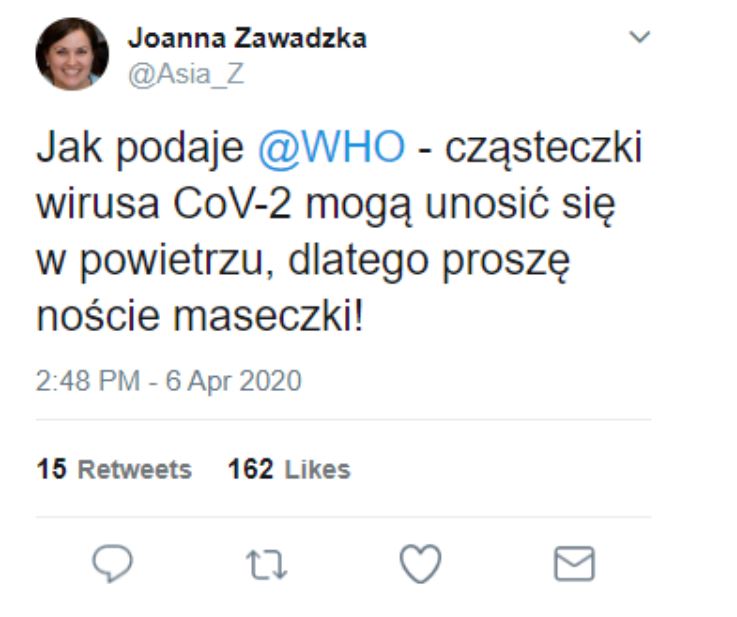 Joanna Zawadzka
@Asia_Z
Jak podaje @WHO - cząsteczki
wirusa CoV-2 mogą unosić się
w powietrzu, dlatego proszę
noście maseczki!
2:48 PM - 6 Apr 2020
15 Retweets 162 Likes